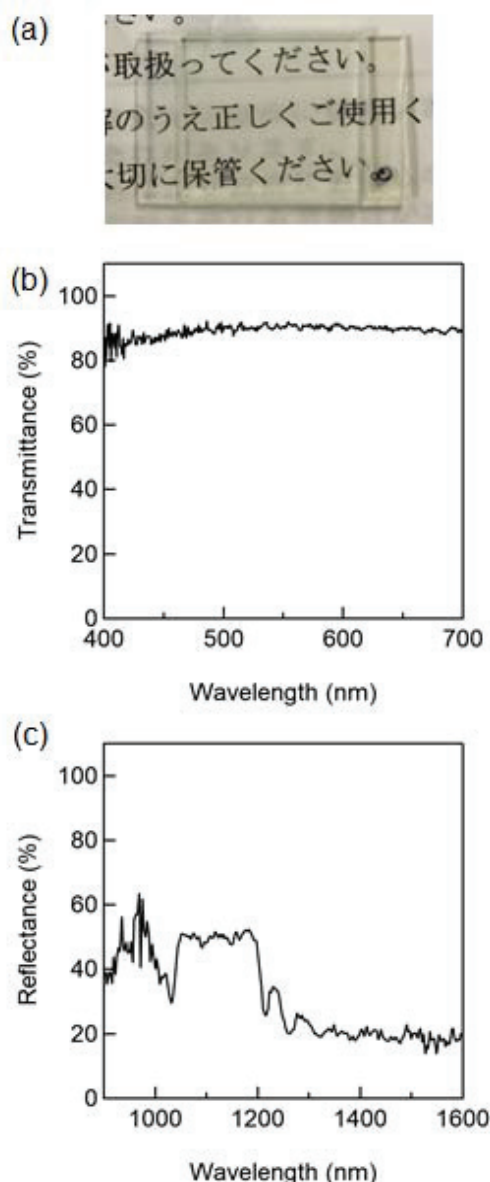 (a)
さい。
取扱ってください。
のうえ正しくご使用く
切に保管ください。
(b)
100
80
60
40
20
0
Transmittance (%)
400 500 600 700
Wavelength (nm)
(c)
100
80
60
40
20
0
Reflectance (%)
1000 1200 1400 1600
Wavelength (nm)